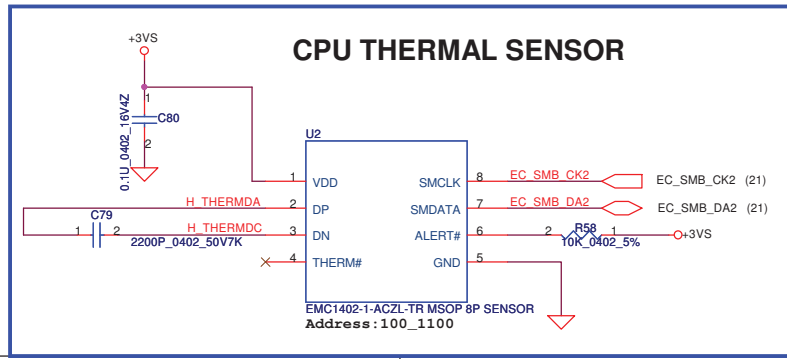 +3VS
CPU THERMAL SENSOR
1
C80
2
0.1U_0402_16V4Z
U2
1 VDD SMCLK 8 EC_SMB_CK2 EC_SMB_CK2 (21)
H_THERMDA 2 DP SMDATA 7 EC_SMB_DA2 EC_SMB_DA2 (21)
C79
1 2 H_THERMDC 3 DN ALERT# 6 2 R58 1 +3VS
2200P_0402_50V7K 10K_0402_5%
4 THERM# GND 5
EMC1402-1-ACZL-TR MSOP 8P SENSOR
Address:100_1100